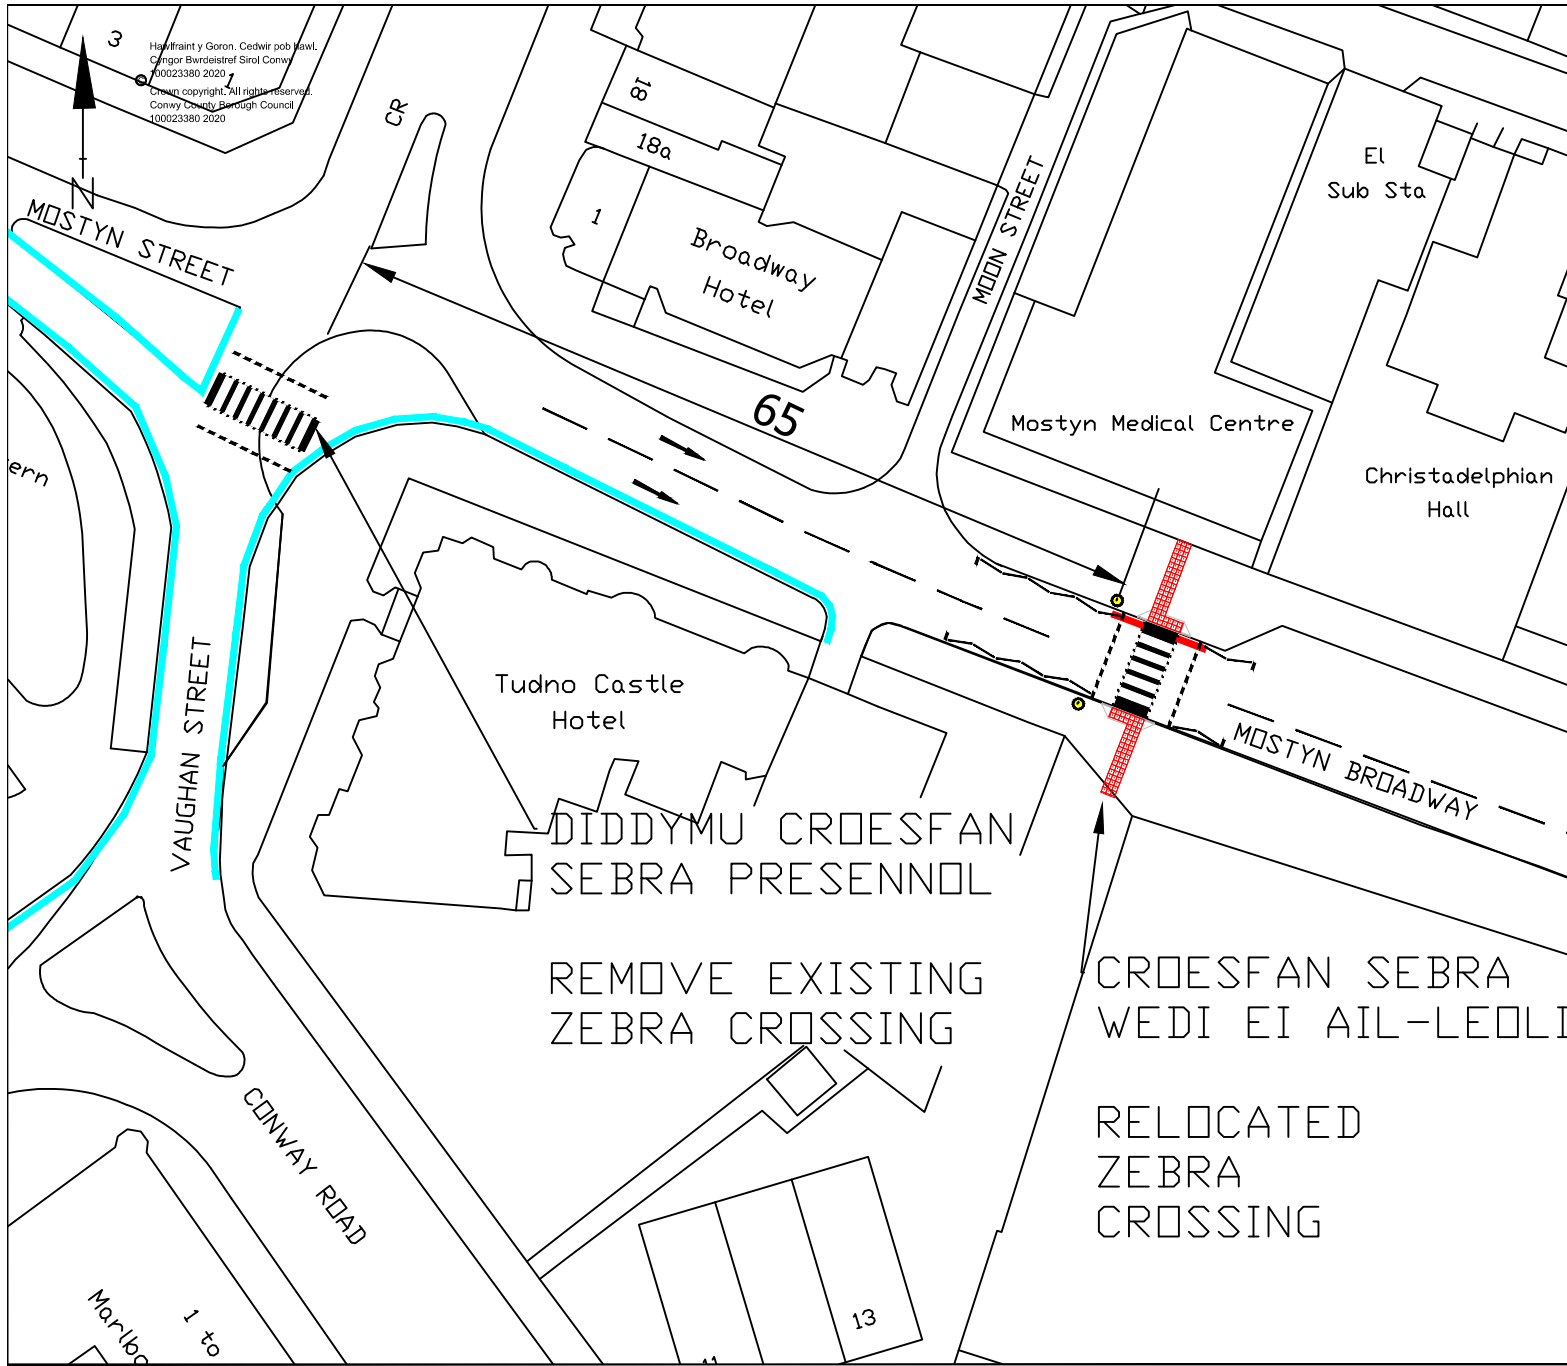 3
Hawlfraint y Goron. Cedwir pob hawl.
Cyngor Bwrdeistref Sirol Conwy
100023380 2020
1
Crown copyright. All rights reserved.
Conwy County Borough Council
100023380 2020
N
CR
18
18a
1
Broadway
Hotel
MOON STREET
El
Sub Sta
MOSTYN STREET
65
Mostyn Medical Centre
Christadelphian
Hall
ern
Tudno Castle
Hotel
VAUGHAN STREET
MOSTYN BROADWAY
DIDDYMU CROESFAN
SEBRA PRESENNOL
REMOVE EXISTING
ZEBRA CROSSING
CROESFAN SEBRA
WEDI EI AIL-LEOLI
RELOCATED
ZEBRA
CROSSING
CONWAY ROAD
Marlbo
1 to
11
13